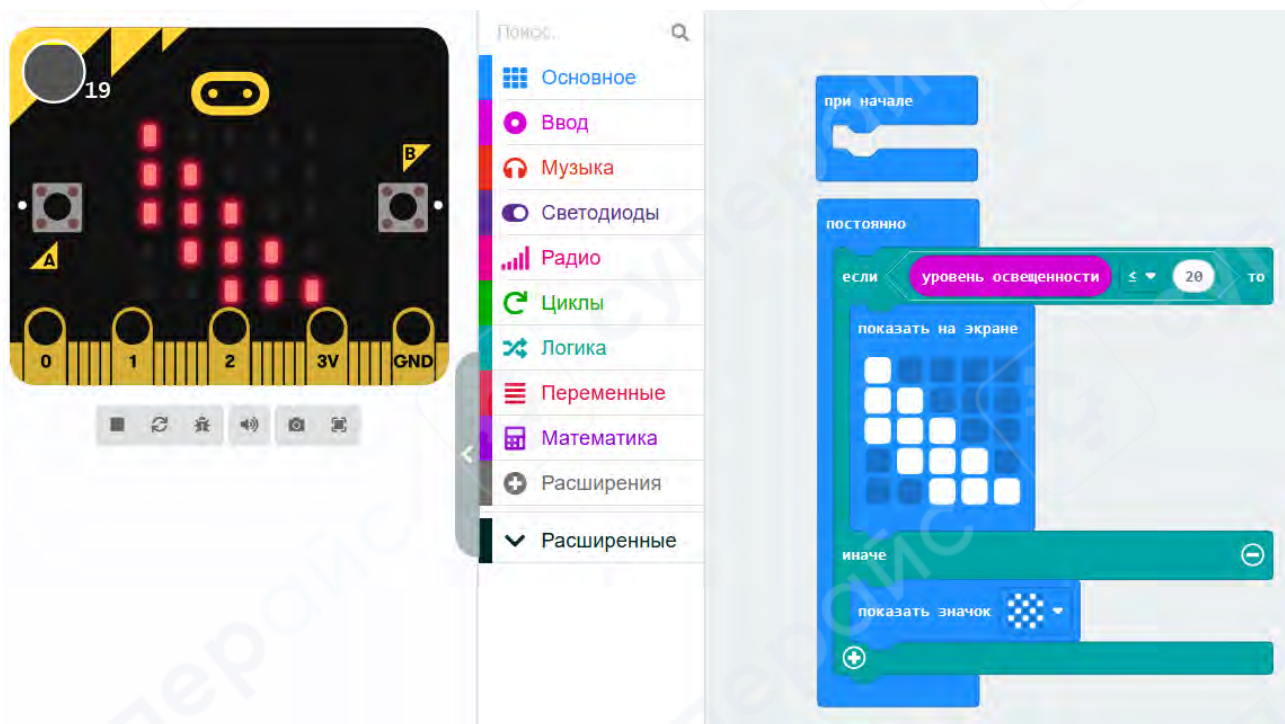 19
A
B
0
1
2
3V
GND
Поиск...
Основное
Ввод
Музыка
Светодиоды
Радио
Циклы
Логика
Переменные
Математика
Расширения
Расширенные
при начале
постоянно
если уровень освещенности ≤ 20 то
показать на экране
иначе
показать значок